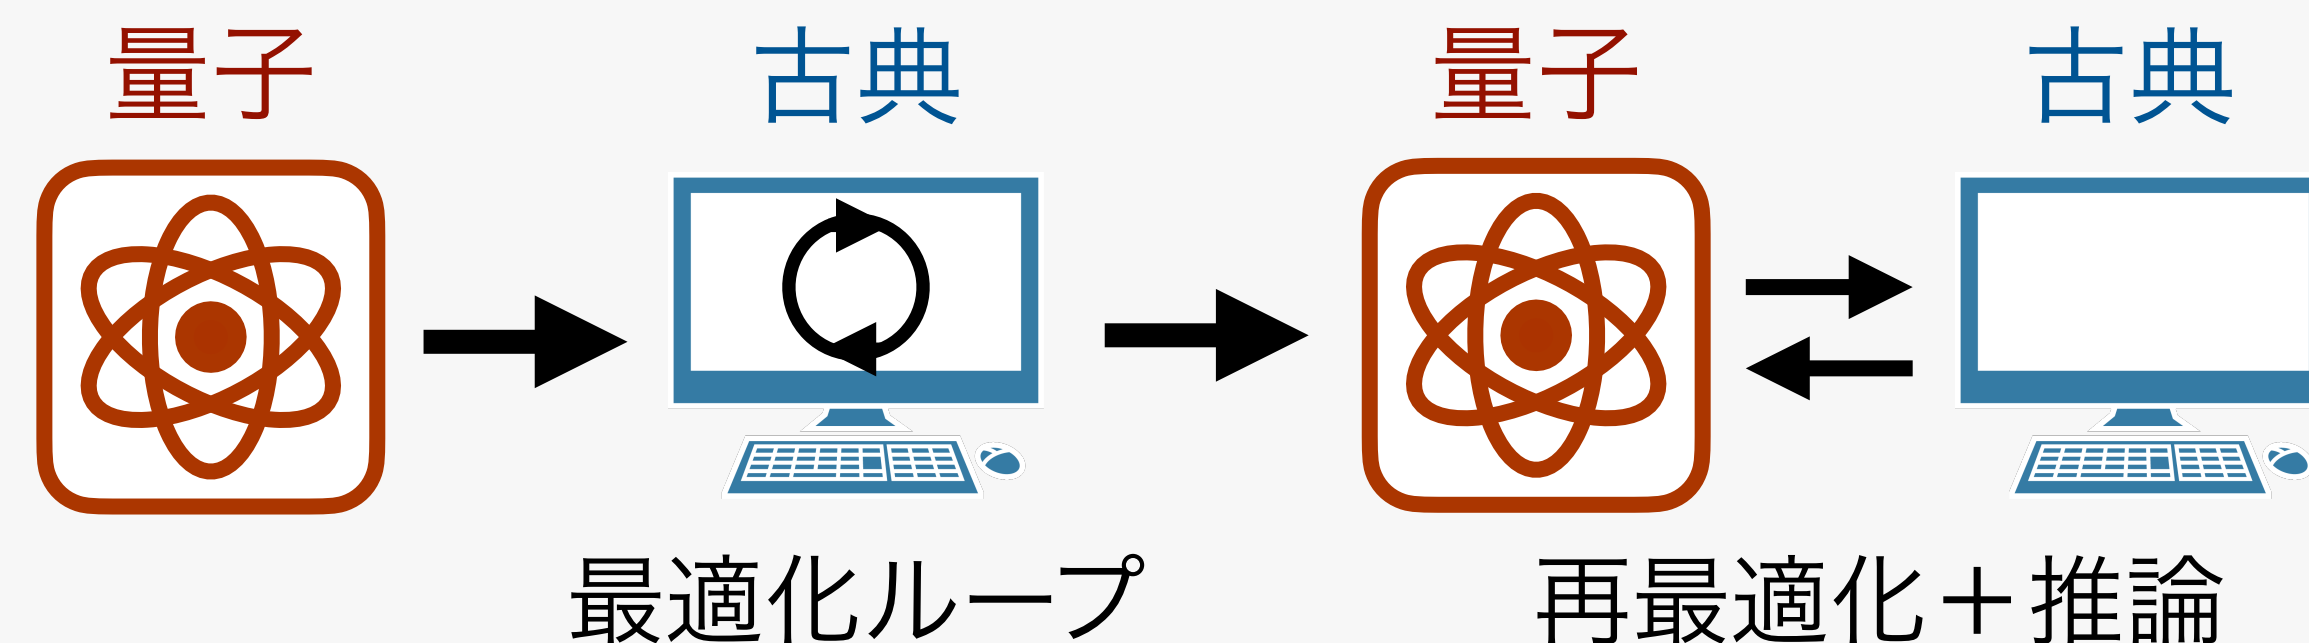 量子 古典 量子 古典
最適化ループ 再最適化＋推論